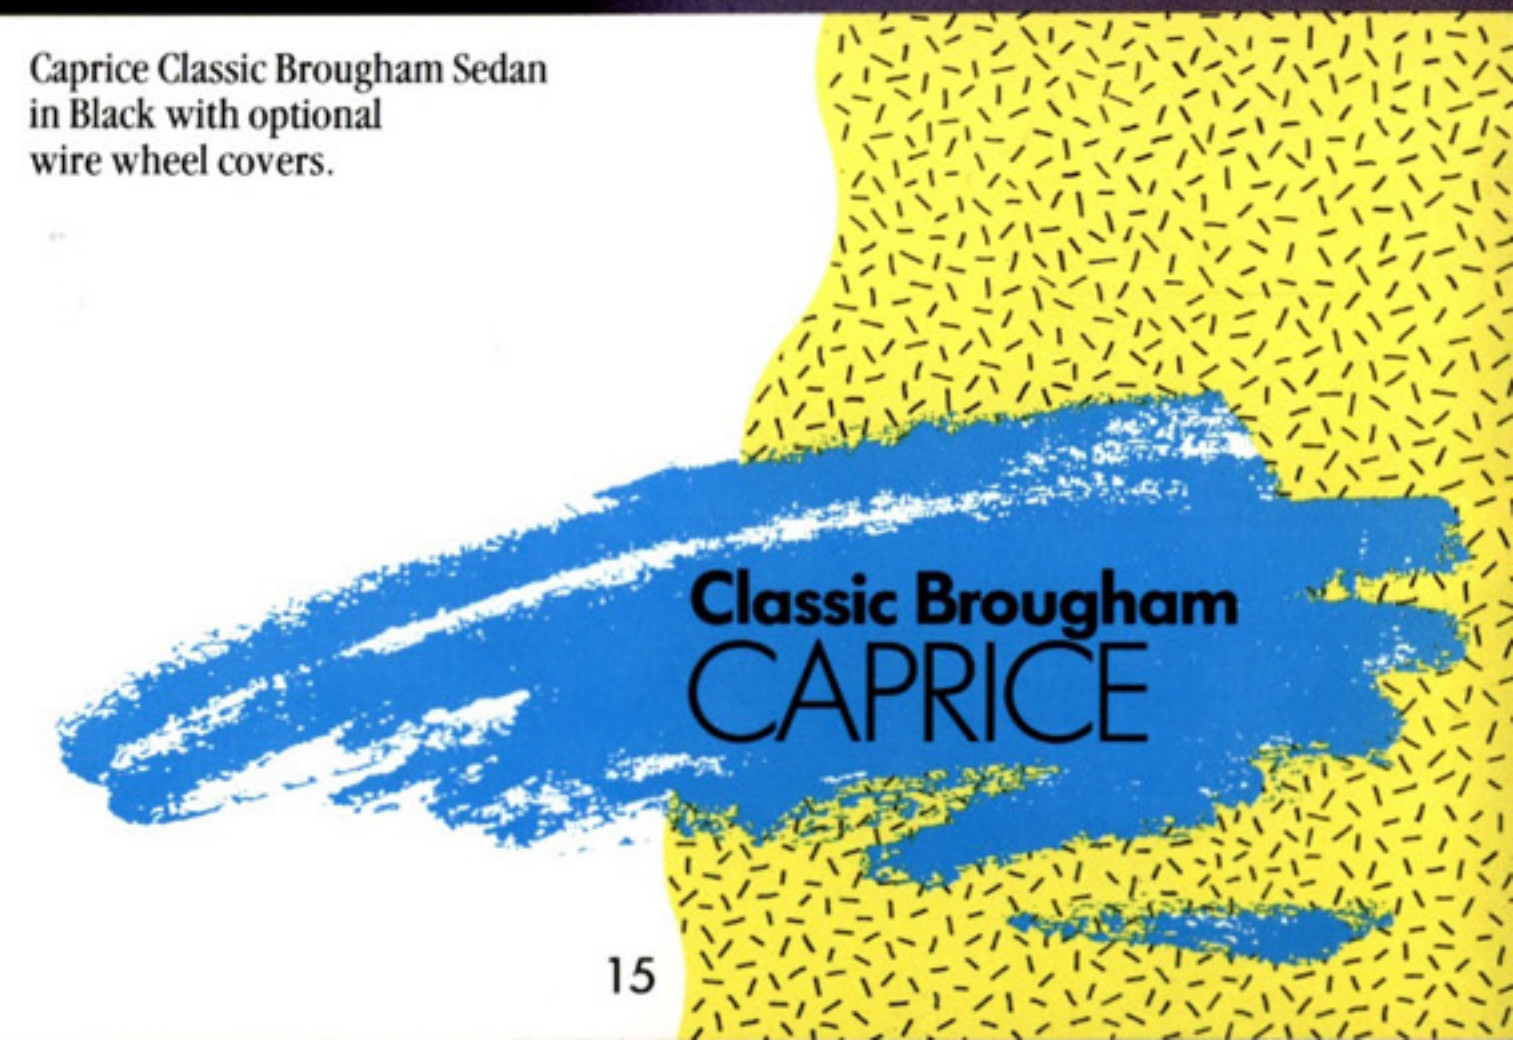 Caprice Classic Brougham Sedan
in Black with optional
wire wheel covers.
Classic Brougham
CAPRICE
15